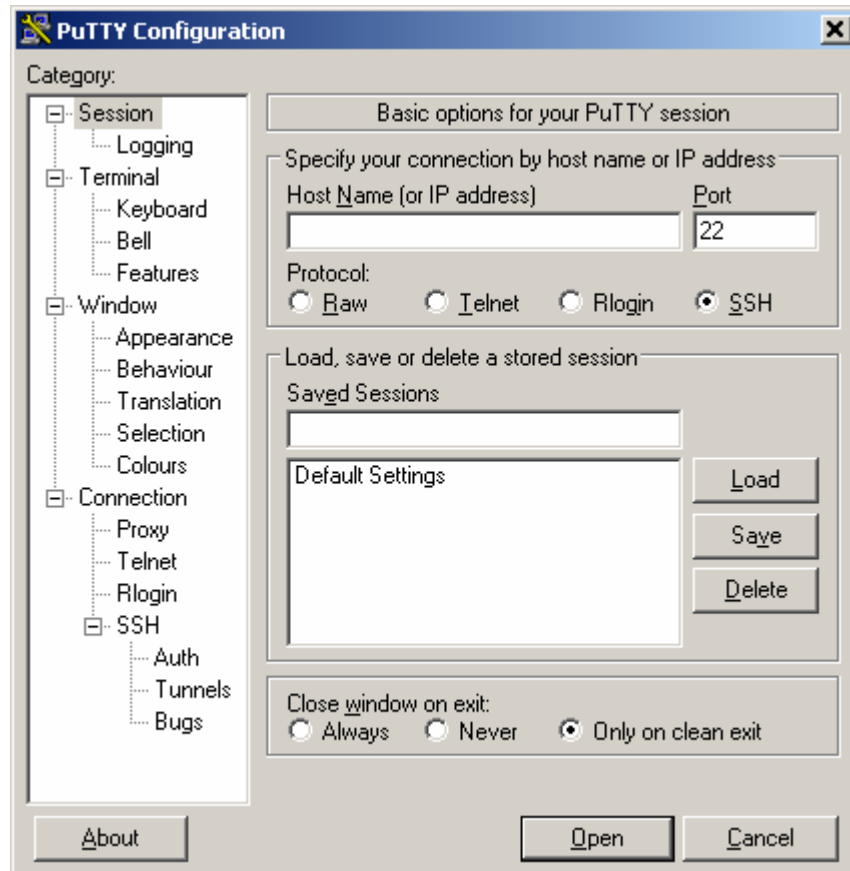 PuTTY Configuration
Category:
Session
Logging
Terminal
Keyboard
Bell
Features
Window
Appearance
Behaviour
Translation
Selection
Colours
Connection
Proxy
Telnet
Rlogin
SSH
Auth
Tunnels
Bugs
Basic options for your PuTTY session
Specify your connection by host name or IP address
Host Name (or IP address) Port
22
Protocol:
Raw Telnet Rlogin SSH
Load, save or delete a stored session
Saved Sessions
Default Settings
Load
Save
Delete
Close window on exit:
Always Never Only on clean exit
About Open Cancel